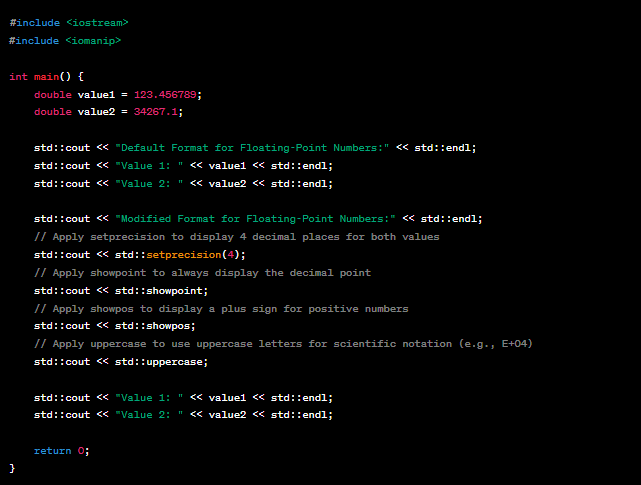 #include <iostream>
#include <iomanip>
int main() {
double value1 = 123.456789;
double value2 = 34267.1;
std::cout << "Default Format for Floating-Point Numbers:" << std::endl;
std::cout << "Value 1: " << value1 << std::endl;
std::cout << "Value 2: " << value2 << std::endl;
std::cout << "Modified Format for Floating-Point Numbers:" << std::endl;
// Apply setprecision to display 4 decimal places for both values
std::cout << std::setprecision(4);
// Apply showpoint to always display the decimal point
std::cout << std::showpoint;
// Apply showpos to display a plus sign for positive numbers
std::cout << std::showpos;
// Apply uppercase to use uppercase letters for scientific notation (e.g., E+04)
std::cout << std::uppercase;
std::cout << "Value 1: " << value1 << std::endl;
std::cout << "Value 2: " << value2 << std::endl;
return 0;
}